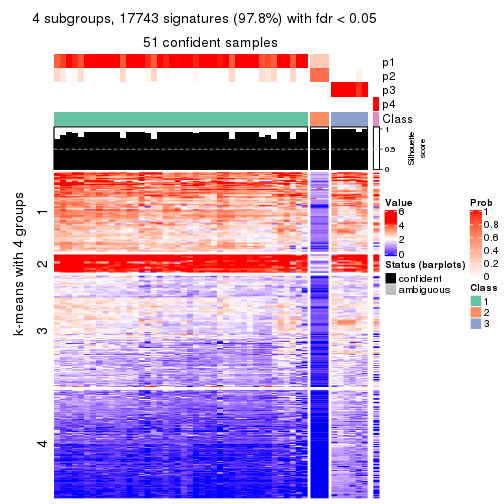 4 subgroups, 17743 signatures (97.8%) with fdr < 0.05
51 confident samples
p1
p2
p3
p4
Class
1
0.5
0
Silhouette
score
k-means with 4 groups
1
2
3
4
Value
6
4
2
0
Status (barplots)
confident
ambiguous
Prob
1
0.8
0.6
0.4
0.2
0
Class
1
2
3